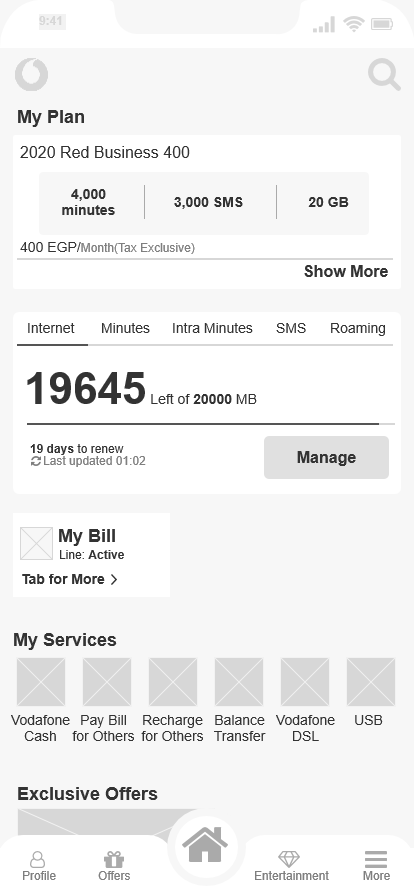 9:41
My Plan
2020 Red Business 400
4,000 minutes
3,000 SMS
20 GB
400 EGP/Month(Tax Exclusive)
Show More
Internet Minutes Intra Minutes SMS Roaming
19645 Left of 20000 MB
19 days to renew
Last updated 01:02
Manage
My Bill
Line: Active
Tab for More
My Services
Vodafone Cash
Pay Bill for Others
Recharge for Others
Balance Transfer
Vodafone DSL
USB
Exclusive Offers
Profile Offers Entertainment More